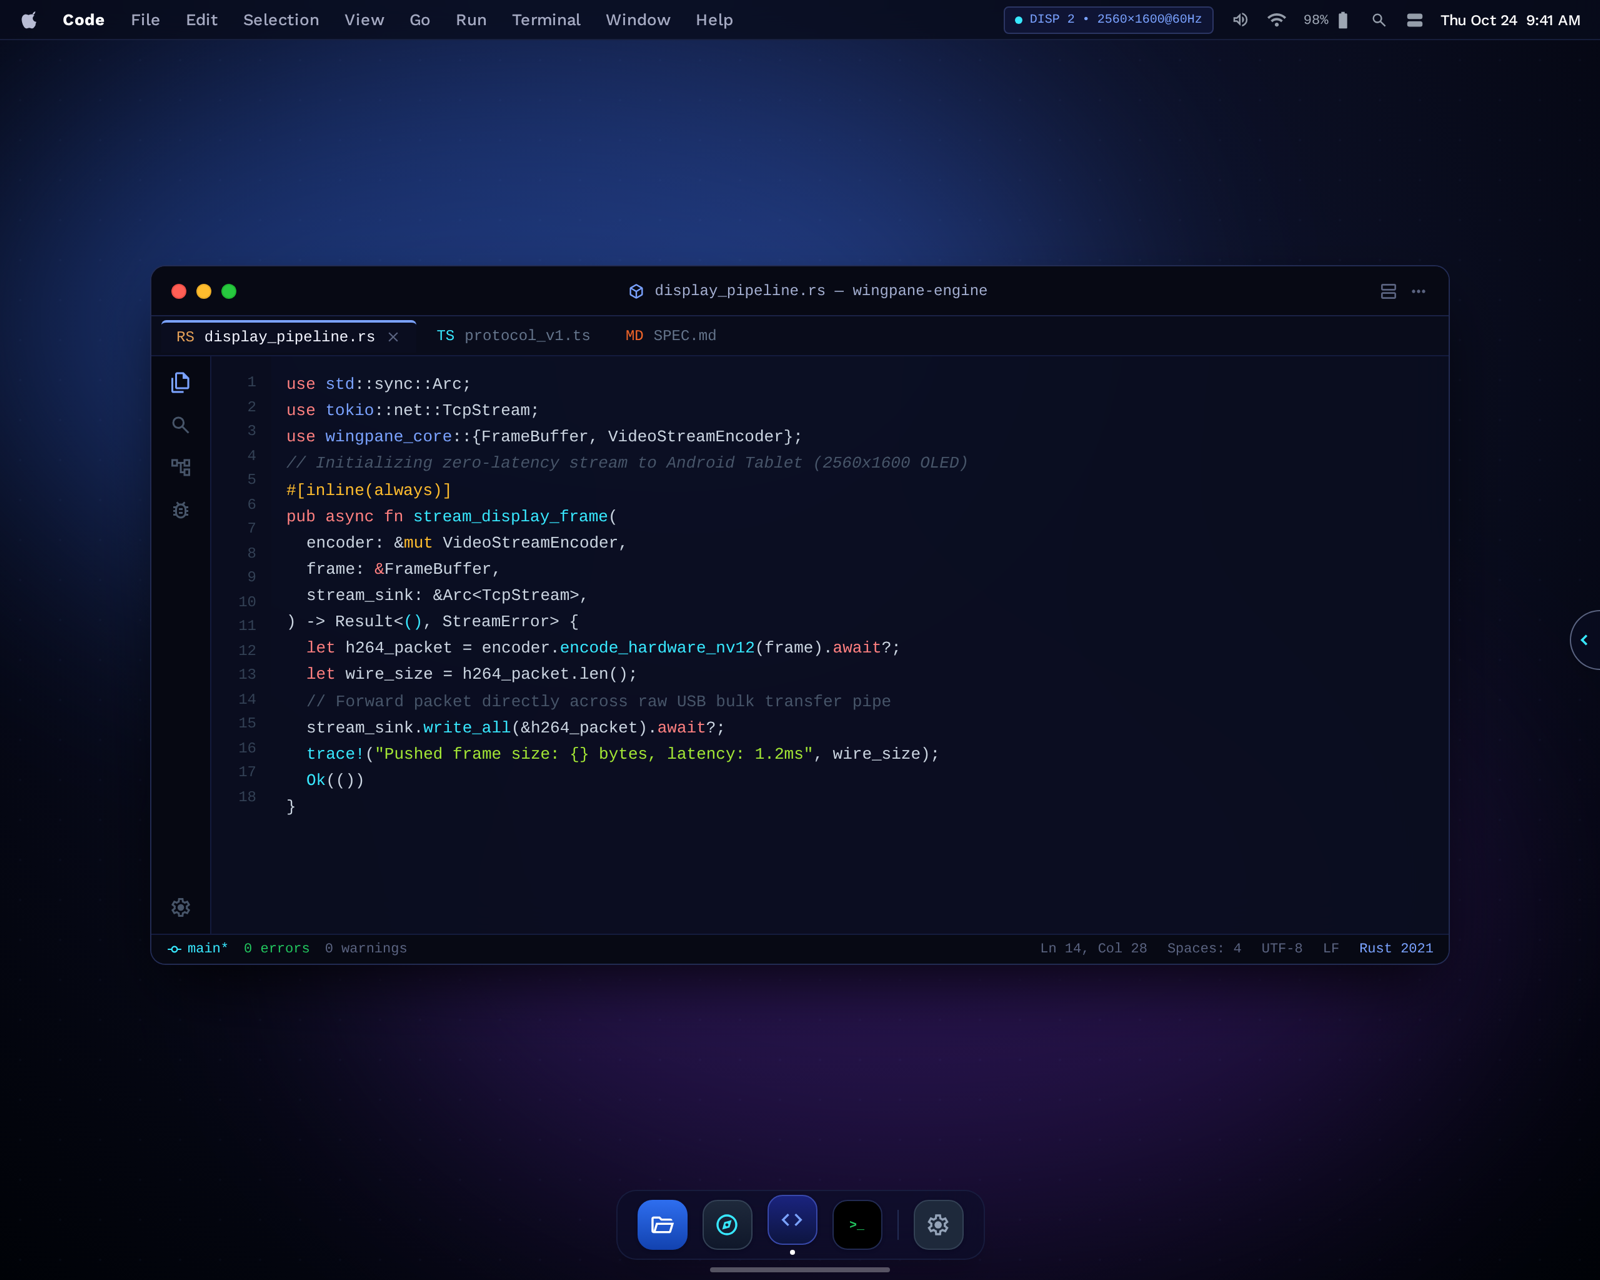 Code File Edit Selection View Go Run Terminal Window Help DISP 2 • 2560×1600@60Hz 98% Thu Oct 24 9:41 AM
display_pipeline.rs — wingpane-engine
RS display_pipeline.rs TS protocol_v1.ts MD SPEC.md
1 use std::sync::Arc;
2 use tokio::net::TcpStream;
3 use wingpane_core::{FrameBuffer, VideoStreamEncoder};
4 // Initializing zero-latency stream to Android Tablet (2560x1600 OLED)
5 #[inline(always)]
6 pub async fn stream_display_frame(
7 encoder: &mut VideoStreamEncoder,
8 frame: &FrameBuffer,
9 stream_sink: &Arc<TcpStream>,
10 ) -> Result<(), StreamError> {
11 let h264_packet = encoder.encode_hardware_nv12(frame).await?;
12 let wire_size = h264_packet.len();
13 // Forward packet directly across raw USB bulk transfer pipe
14 stream_sink.write_all(&h264_packet).await?;
15 trace!("Pushed frame size: {} bytes, latency: 1.2ms", wire_size);
16 Ok(())
17 }
18
main* 0 errors 0 warnings Ln 14, Col 28 Spaces: 4 UTF-8 LF Rust 2021
>_